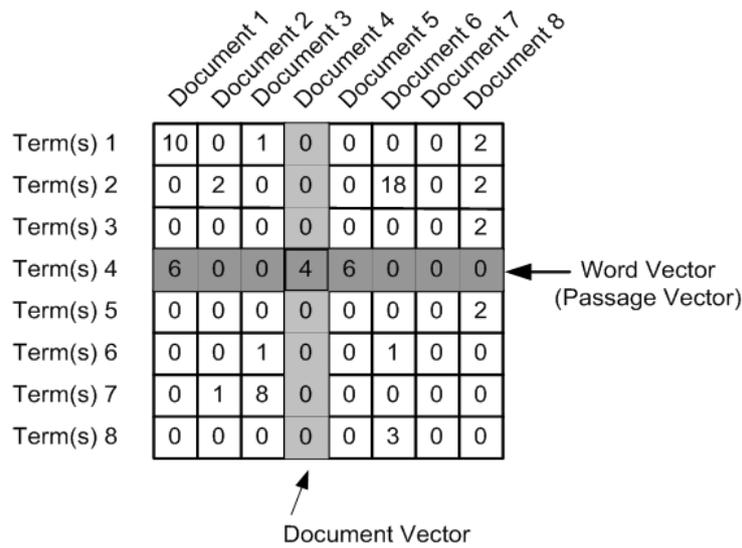 Document 1
Document 2
Document 3
Document 4
Document 5
Document 6
Document 7
Document 8
Term(s) 1 10 0 1 0 0 0 0 2
Term(s) 2 0 2 0 0 0 18 0 2
Term(s) 3 0 0 0 0 0 0 0 2
Term(s) 4 6 0 0 4 6 0 0 0
Word Vector
(Passage Vector)
Term(s) 5 0 0 0 0 0 0 0 2
Term(s) 6 0 0 1 0 0 1 0 0
Term(s) 7 0 1 8 0 0 0 0 0
Term(s) 8 0 0 0 0 0 3 0 0
Document Vector